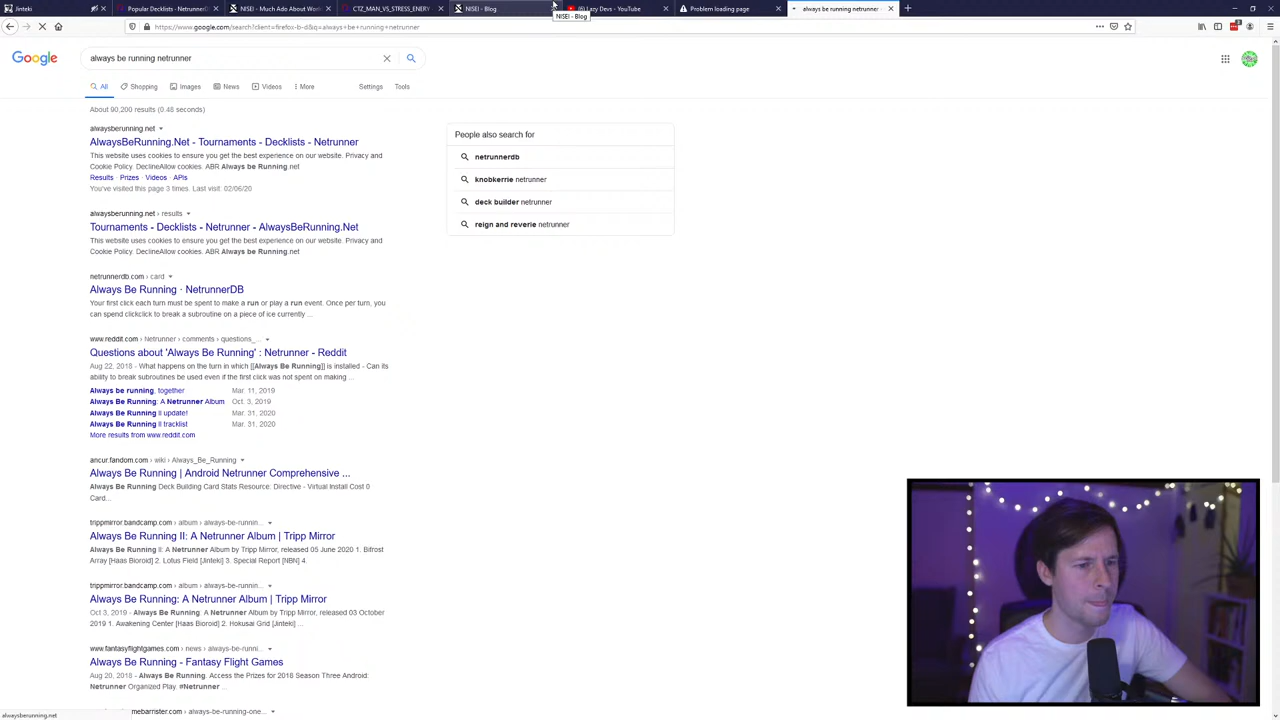 Jinteki
Popular Decklists · NetrunnerDB
NISEI - Much Ado About Wor
CTZ_MAN_VS_STRESS_ENERY
NISEI - Blog
(6) Lazy Devs - YouTube
Android loading page
always be running netrunner
NISEI - Blog
https://www.google.com/search?client=firefox-b-d&q=always+be+running+netrunner
Google
always be running netrunner
All
Shopping
Images
News
Videos
More
Settings
Tools
About 90,200 results (0.48 seconds)
alwaysberunning.net
AlwaysBeRunning.Net - Tournaments - Decklists - Netrunner
This website uses cookies to ensure you get the best experience on our website. Privacy and
Cookie Policy. DeclineAllow cookies. ABR Always be Running.net
Results · Prizes · Videos · APIs
You've visited this page 3 times. Last visit: 02/06/20
alwaysberunning.net › results
Tournaments - Decklists - Netrunner - AlwaysBeRunning.Net
This website uses cookies to ensure you get the best experience on our website. Privacy and
Cookie Policy. DeclineAllow cookies. ABR Always be Running.net
netrunnerdb.com › card
Always Be Running · NetrunnerDB
Your first click each turn must be spent to make a run or play a run event. Once per turn, you
can spend clickclick to break a subroutine on a piece of ice currently ...
www.reddit.com › Netrunner › comments › questions_...
Questions about 'Always Be Running' : Netrunner - Reddit
Aug 22, 2018 - What happens on the turn in which [[Always Be Running]] is installed - Can its
ability to break subroutines be used even if the first click was not spent on making ...
Always be running, together Mar. 11, 2019
Always Be Running: A Netrunner Album Oct. 3, 2019
Always Be Running II update! Mar. 31, 2020
Always Be Running II tracklist Mar. 31, 2020
More results from www.reddit.com
ancur.fandom.com › wiki › Always_Be_Running
Always Be Running | Android Netrunner Comprehensive ...
Always Be Running Deck Building Card Stats Resource: Directive - Virtual Install Cost 0
Card...
trippmirror.bandcamp.com › album › always-be-runnin...
Always Be Running II: A Netrunner Album | Tripp Mirror
Always Be Running II: A Netrunner Album by Tripp Mirror, released 05 June 2020 1. Bifrost
Array [Haas Bioroid] 2. Lotus Field [Jinteki] 3. Special Report [NBN] 4.
trippmirror.bandcamp.com › album › always-be-runnin...
Always Be Running: A Netrunner Album | Tripp Mirror
Oct 3, 2019 - Always Be Running. A Netrunner Album by Tripp Mirror, released 03 October
2019 1. Awakening Center [Haas Bioroid] 2. Hokusai Grid [Jinteki] 3. ...
www.fantasyflightgames.com › news › always-be-runni...
Always Be Running - Fantasy Flight Games
Aug 20, 2018 - Always Be Running. Access the Prizes for 2018 Season Three Android:
Netrunner Organized Play. #Netrunner ...
mebarrister.com › always-be-running-one...
People also search for
netrunnerdb
knobkerrie netrunner
deck builder netrunner
reign and reverie netrunner
alwaysberunning.net